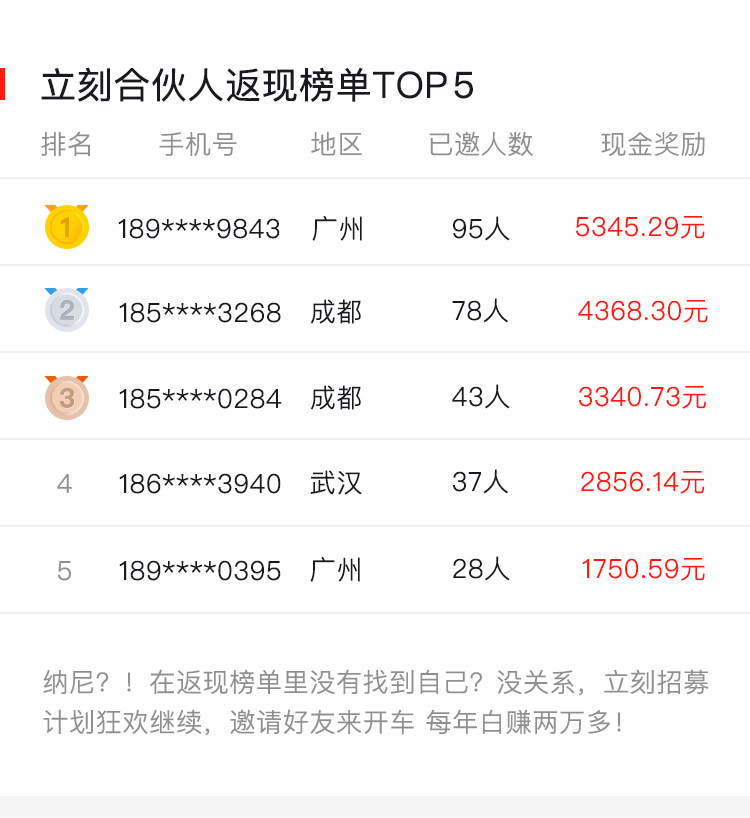 立刻合伙人返现榜单TOP5
排名 手机号 地区 已邀人数 现金奖励
1 189****9843 广州 95人 5345.29元
2 185****3268 成都 78人 4368.30元
3 185****0284 成都 43人 3340.73元
4 186****3940 武汉 37人 2856.14元
5 189****0395 广州 28人 1750.59元
纳尼？！在返现榜单里没有找到自己？没关系，立刻招募
计划狂欢继续，邀请好友来开车 每年白赚两万多！